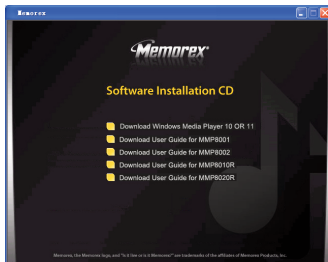 Memorex
Memorex
Software Installation CD
Download Windows Media Player 10 OR 11
Download User Guide for MMP8001
Download User Guide for MMP8002
Download User Guide for MMP8010R
Download User Guide for MMP8020R
Memorex, the Memorex logo, and "Is it live or is it Memorex?" are trademarks of the affiliates of Memorex Products, Inc.